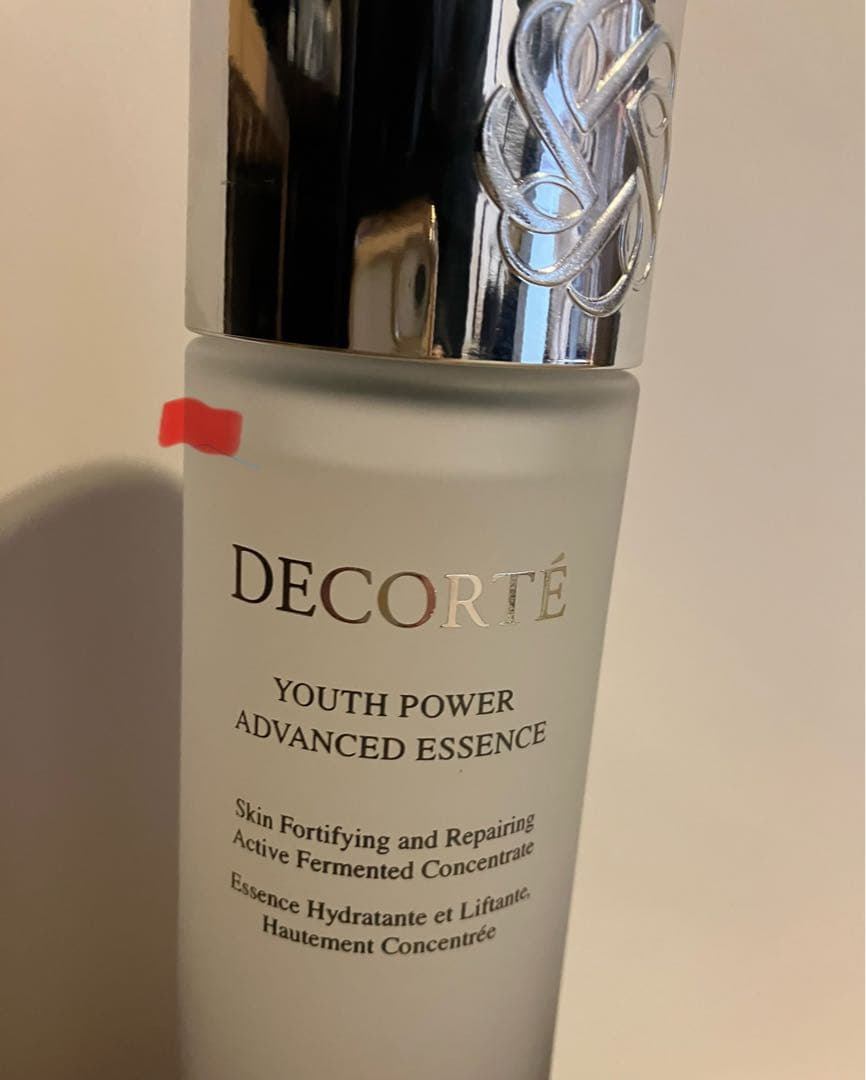 DECORTÉ
YOUTH POWER
ADVANCED ESSENCE
Skin Fortifying and Repairing
Active Fermented Concentrate
Essence Hydratante et Liftante,
Hautement Concentrée